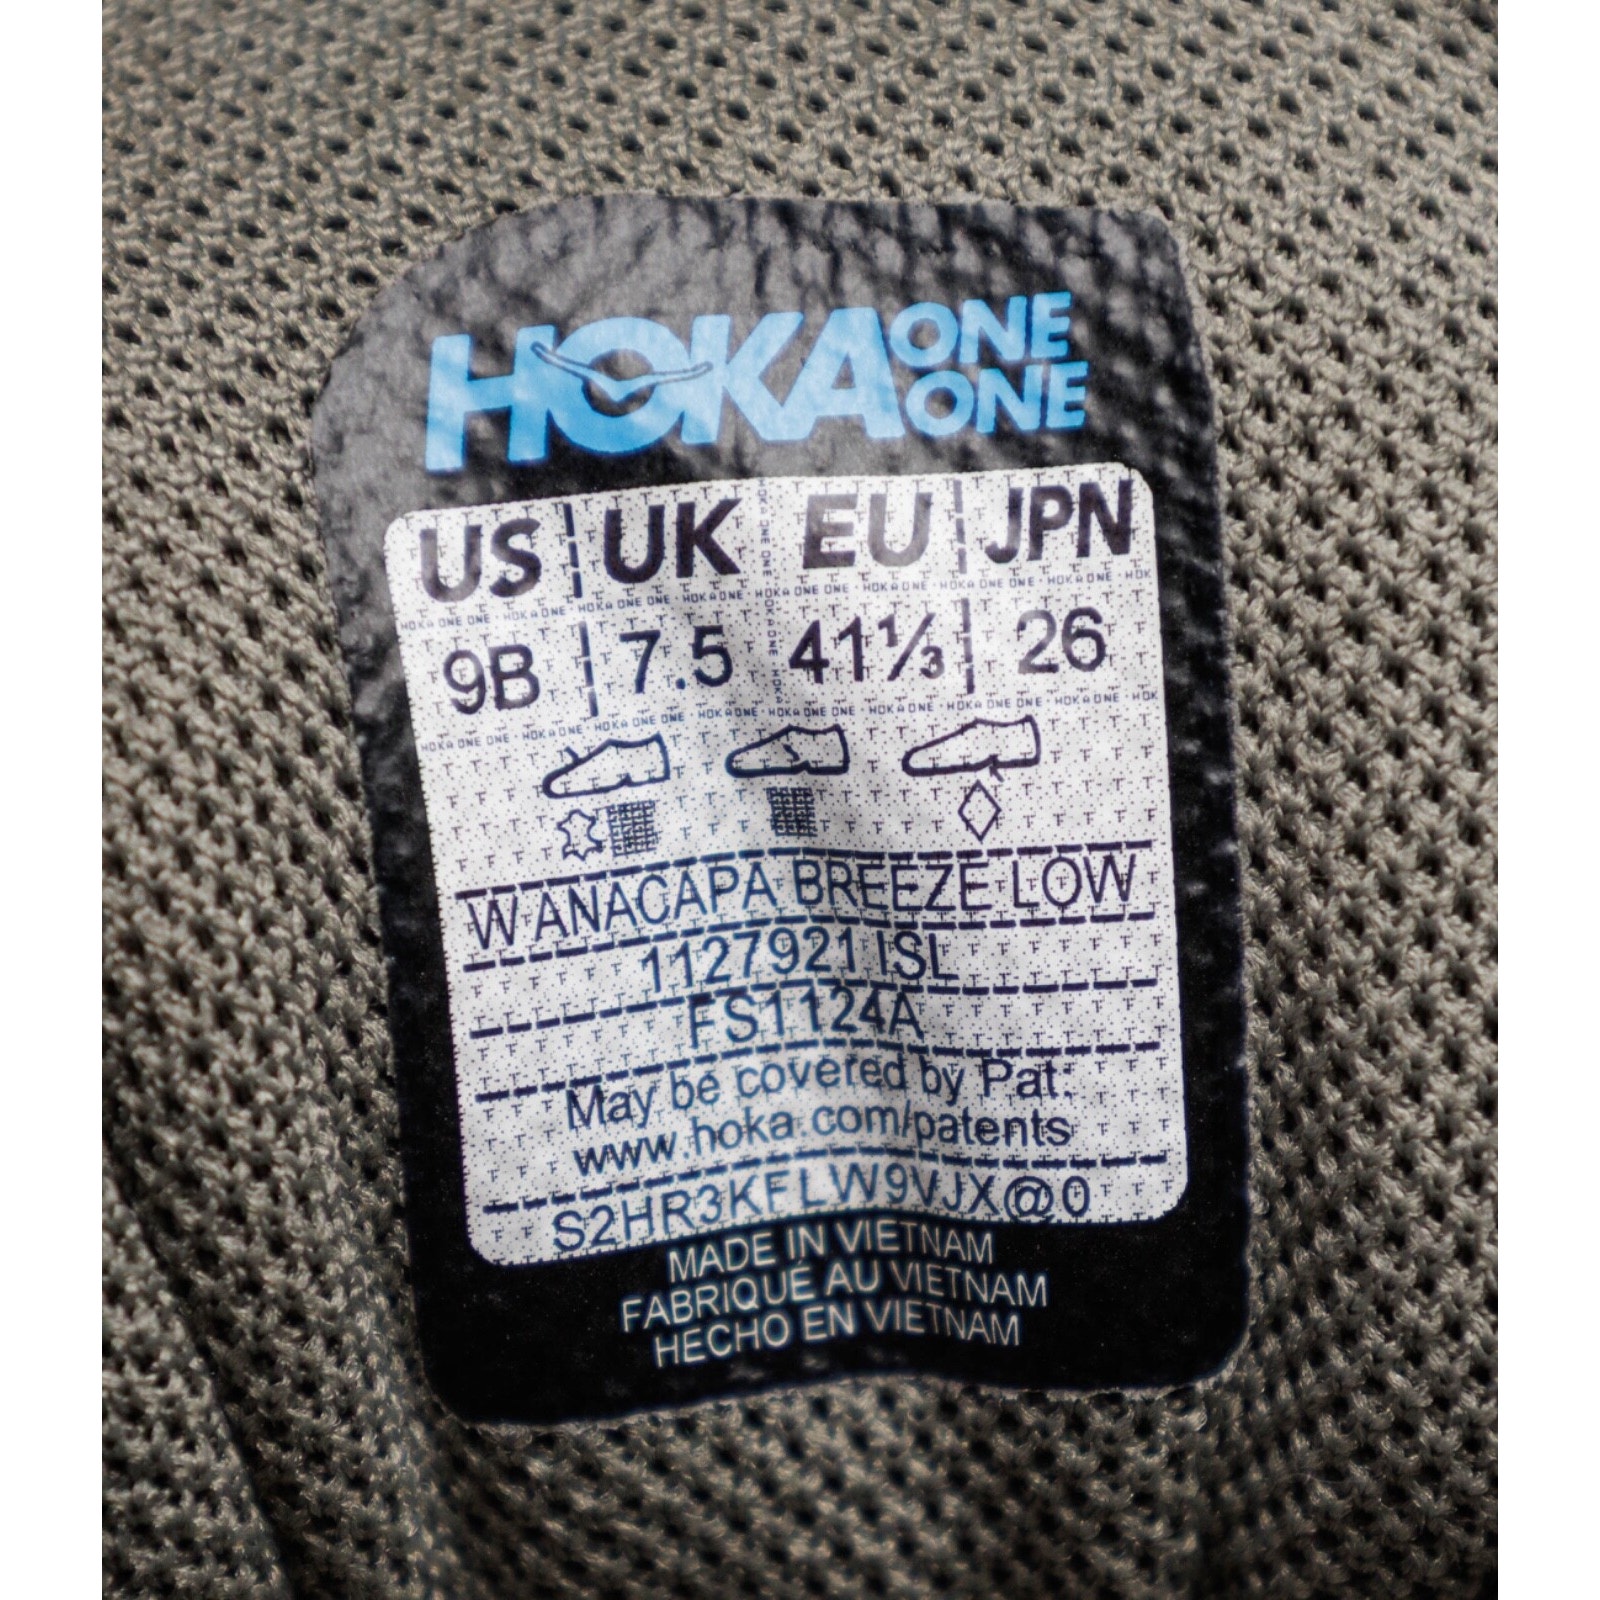 HOKA ONE ONE
US UK EU JPN
9B 7.5 41⅓ 26
W ANACAPA BREEZE LOW
1127921 ISL
FS1124A
May be covered by Pat:
www.hoka.com/patents
S2HR3KFLW9VJX@0
MADE IN VIETNAM
FABRIQUÉ AU VIETNAM
HECHO EN VIETNAM